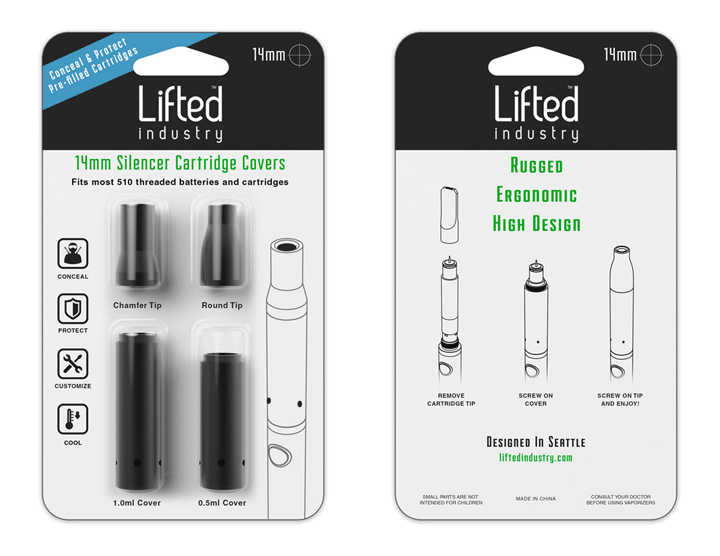 Conceal & Protect
Pre-filled Cartridges
14mm
Lifted™
industry
14mm Silencer Cartridge Covers
Fits most 510 threaded batteries and cartridges
CONCEAL
PROTECT
CUSTOMIZE
COOL
Chamfer Tip
Round Tip
1.0ml Cover
0.5ml Cover
14mm
Lifted™
industry
Rugged
Ergonomic
High Design
REMOVE
CARTRIDGE TIP
SCREW ON
COVER
SCREW ON TIP
AND ENJOY!
Designed In Seattle
liftedindustry.com
SMALL PARTS ARE NOT
INTENDED FOR CHILDREN
MADE IN CHINA
CONSULT YOUR DOCTOR
BEFORE USING VAPORIZERS